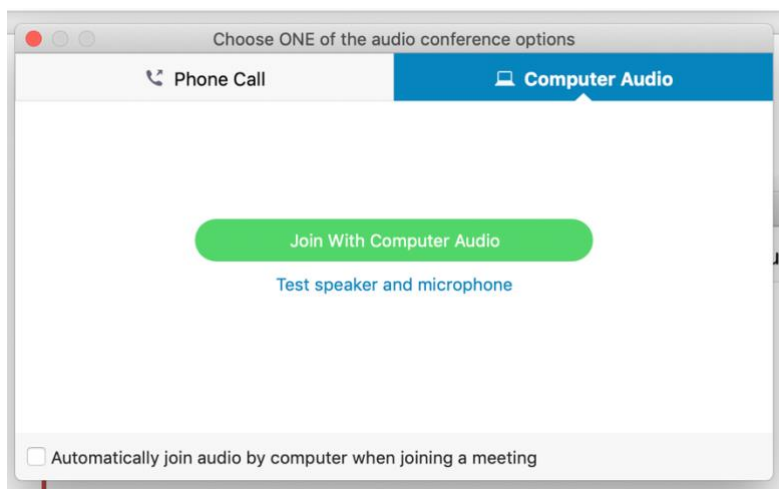 Choose ONE of the audio conference options
Phone Call
Computer Audio
Join With Computer Audio
Test speaker and microphone
Automatically join audio by computer when joining a meeting